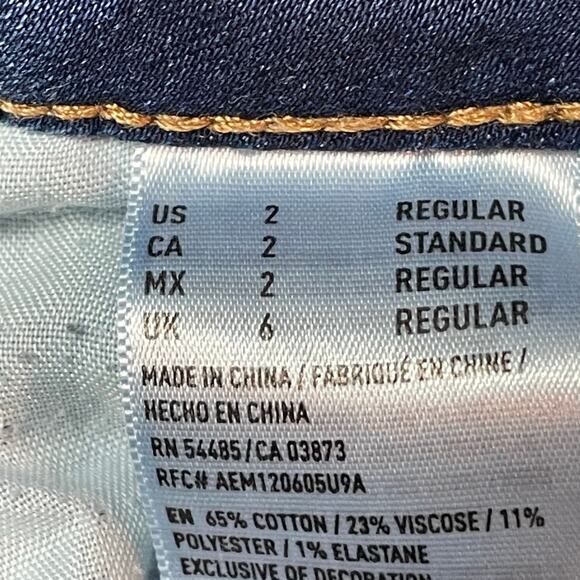 US 2 REGULAR
CA 2 STANDARD
MX 2 REGULAR
UK 6 REGULAR
MADE IN CHINA / FABRIQUÉ EN CHINE /
HECHO EN CHINA
RN 54485 / CA 03873
RFC# AEM120605U9A
EN 65% COTTON / 23% VISCOSE / 11%
POLYESTER / 1% ELASTANE
EXCLUSIVE OF DECORATION